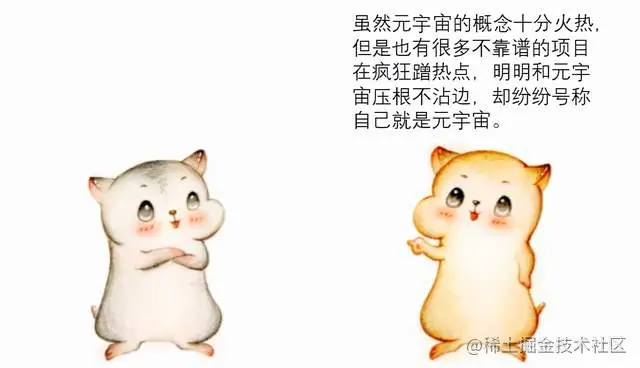 虽然元宇宙的概念十分火热，
但是也有很多不靠谱的项目
在疯狂蹭热点，明明和元宇
宙压根不沾边，却纷纷号称
自己就是元宇宙。
@稀土掘金技术社区